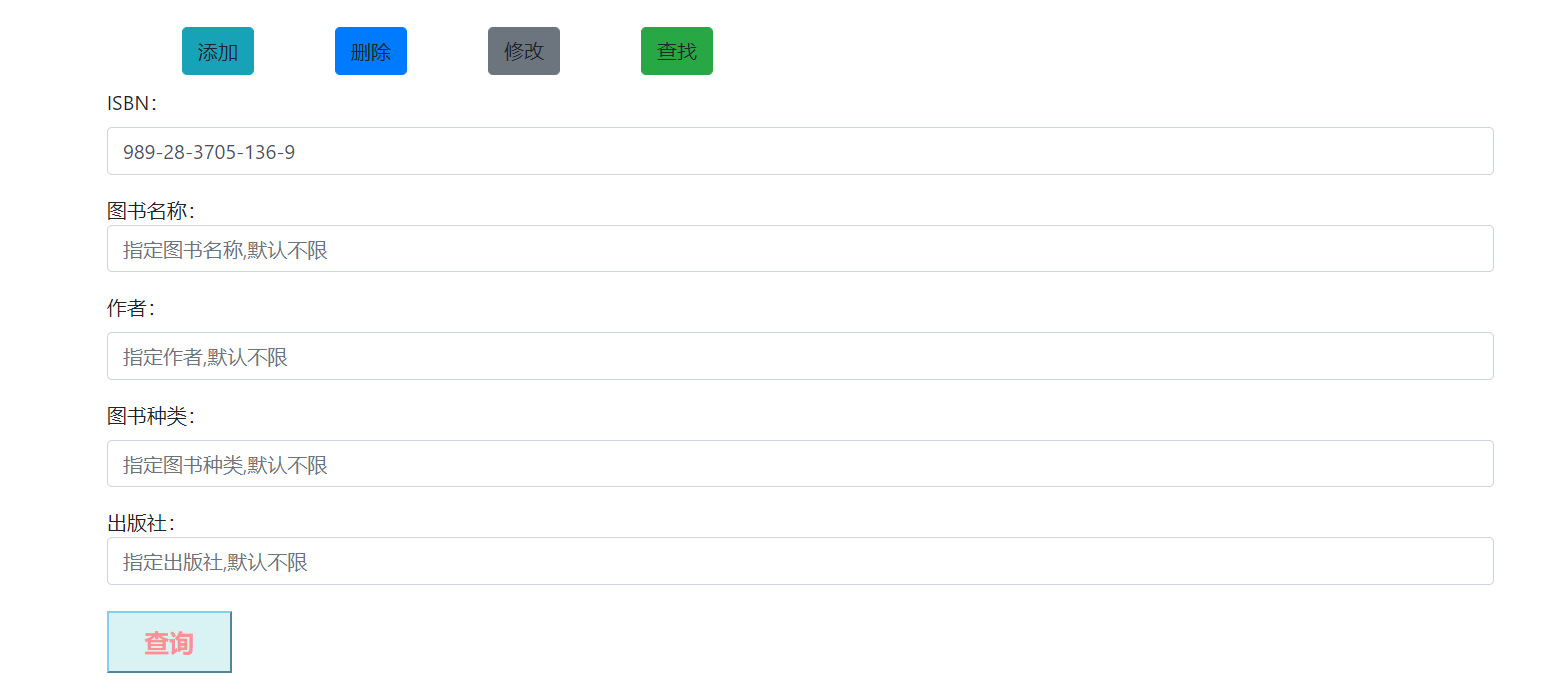 添加 删除 修改 查找
ISBN：
989-28-3705-136-9
图书名称：
指定图书名称,默认不限
作者：
指定作者,默认不限
图书种类：
指定图书种类,默认不限
出版社：
指定出版社,默认不限
查询